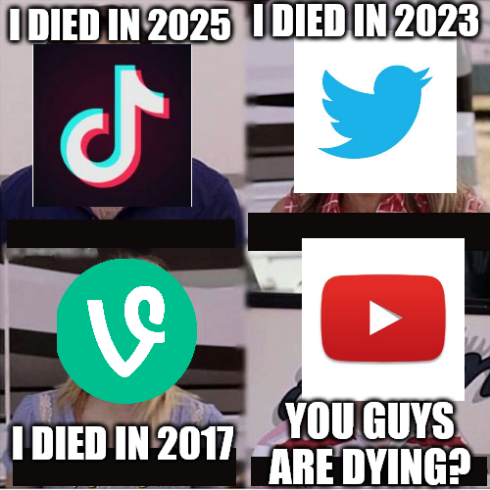 I DIED IN 2025
I DIED IN 2023
I DIED IN 2017
YOU GUYS
ARE DYING?